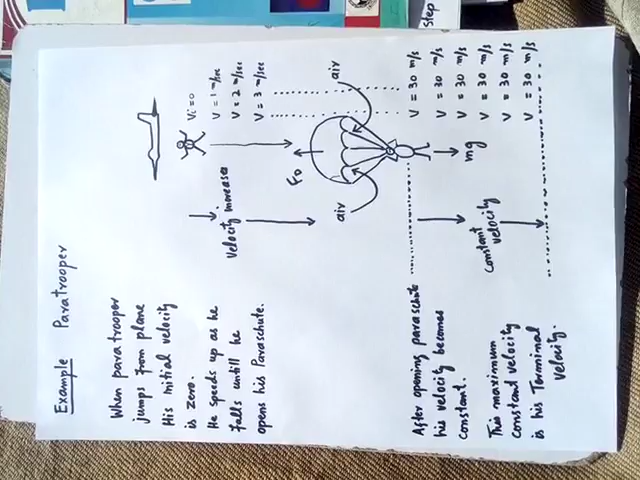 Example Paratrooper
When paratrooper
jumps from plane
His initial velocity
is zero.
He speeds up as he
falls untill he
opens his Parachute.
Vi=0
V = 1 m/sec
V = 2 m/sec
V = 3 m/sec
Velocity increases
FD
air
air
mg
After opening parachute
his velocity becomes
constant.
This maximum
constant velocity
is his Terminal
velocity.
Constant
velocity
V = 30 m/s
V = 30 m/s
V = 30 m/s
V = 30 m/s
V = 30 m/s
V = 30 m/s
Step